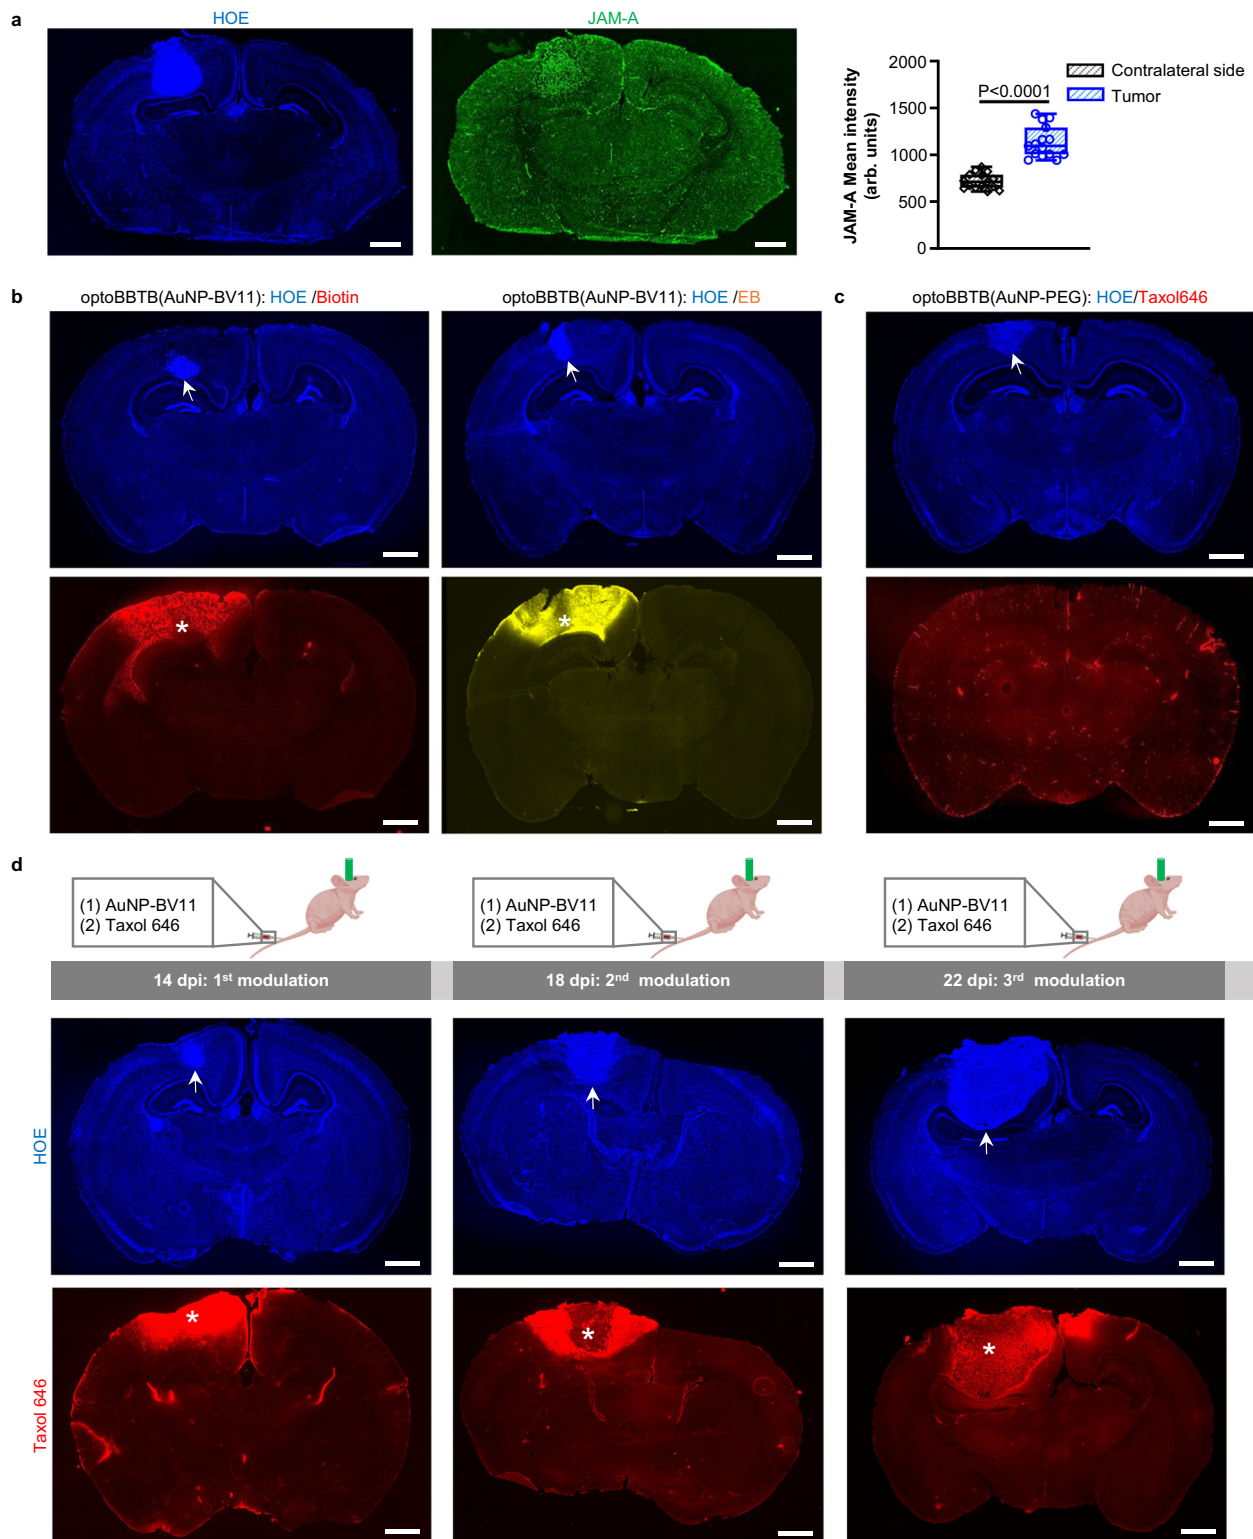 a
HOE
JAM-A
2000
1500
1000
500
0
JAM-A Mean intensity
(arb. units)
P<0.0001
Contralateral side
Tumor
b
optoBBTB(AuNP-BV11): HOE /Biotin
optoBBTB(AuNP-BV11): HOE /EB
c
optoBBTB(AuNP-PEG): HOE/Taxol646
*
*
d
(1) AuNP-BV11
(2) Taxol 646
(1) AuNP-BV11
(2) Taxol 646
(1) AuNP-BV11
(2) Taxol 646
14 dpi: 1st modulation
18 dpi: 2nd modulation
22 dpi: 3rd modulation
HOE
Taxol 646
*
*
*